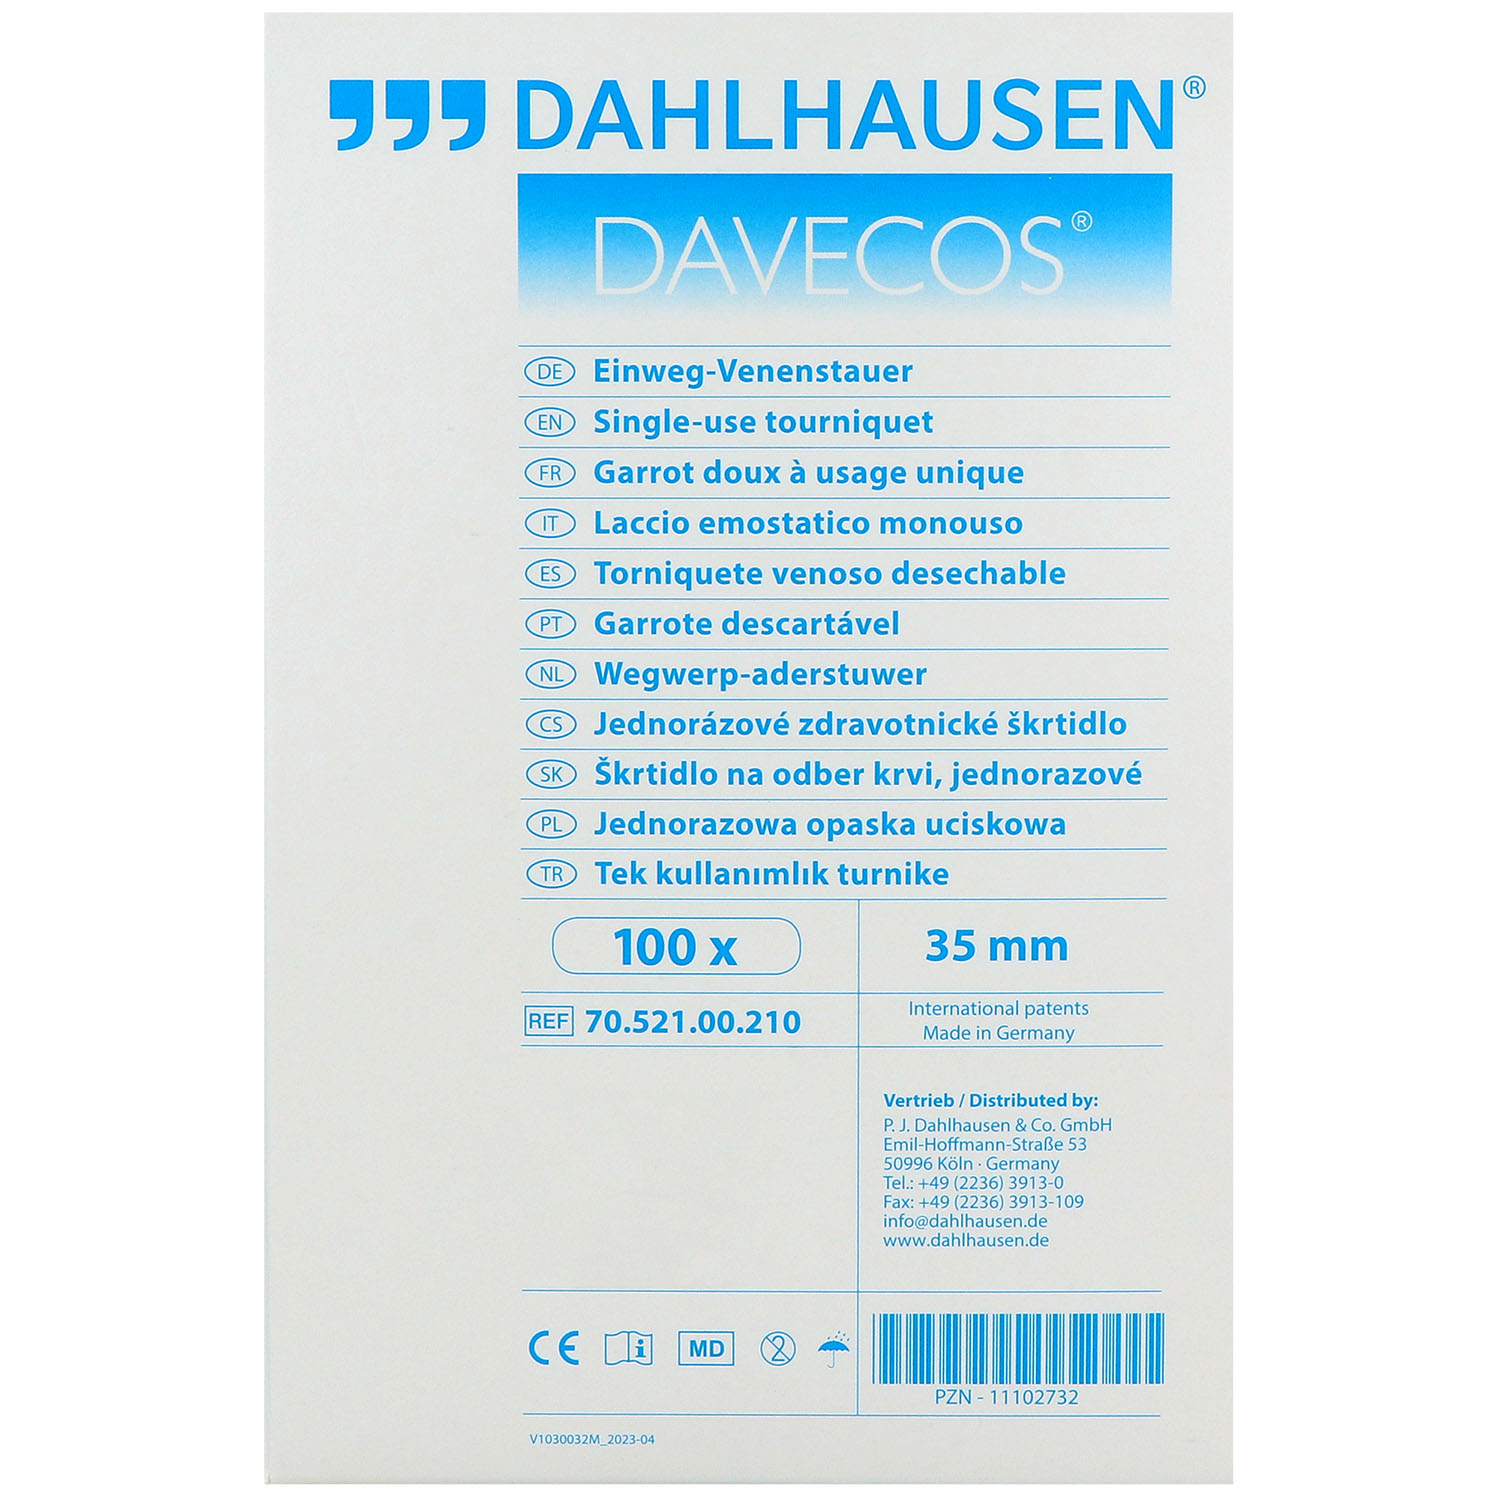 DAHLHAUSEN®
DAVECOS®
DE Einweg-Venenstauer
EN Single-use tourniquet
FR Garrot doux à usage unique
IT Laccio emostatico monouso
ES Torniquete venoso desechable
PT Garrote descartável
NL Wegwerp-aderstuwer
CS Jednorázové zdravotnické škrtidlo
SK Škrtidlo na odber krvi, jednorazové
PL Jednorazowa opaska uciskowa
TR Tek kullanımlık turnike
100 x
35 mm
REF 70.521.00.210
International patents
Made in Germany
Vertrieb / Distributed by:
P. J. Dahlhausen & Co. GmbH
Emil-Hoffmann-Straße 53
50996 Köln · Germany
Tel.: +49 (2236) 3913-0
Fax: +49 (2236) 3913-109
info@dahlhausen.de
www.dahlhausen.de
CE i MD 2
PZN - 11102732
V1030032M_2023-04